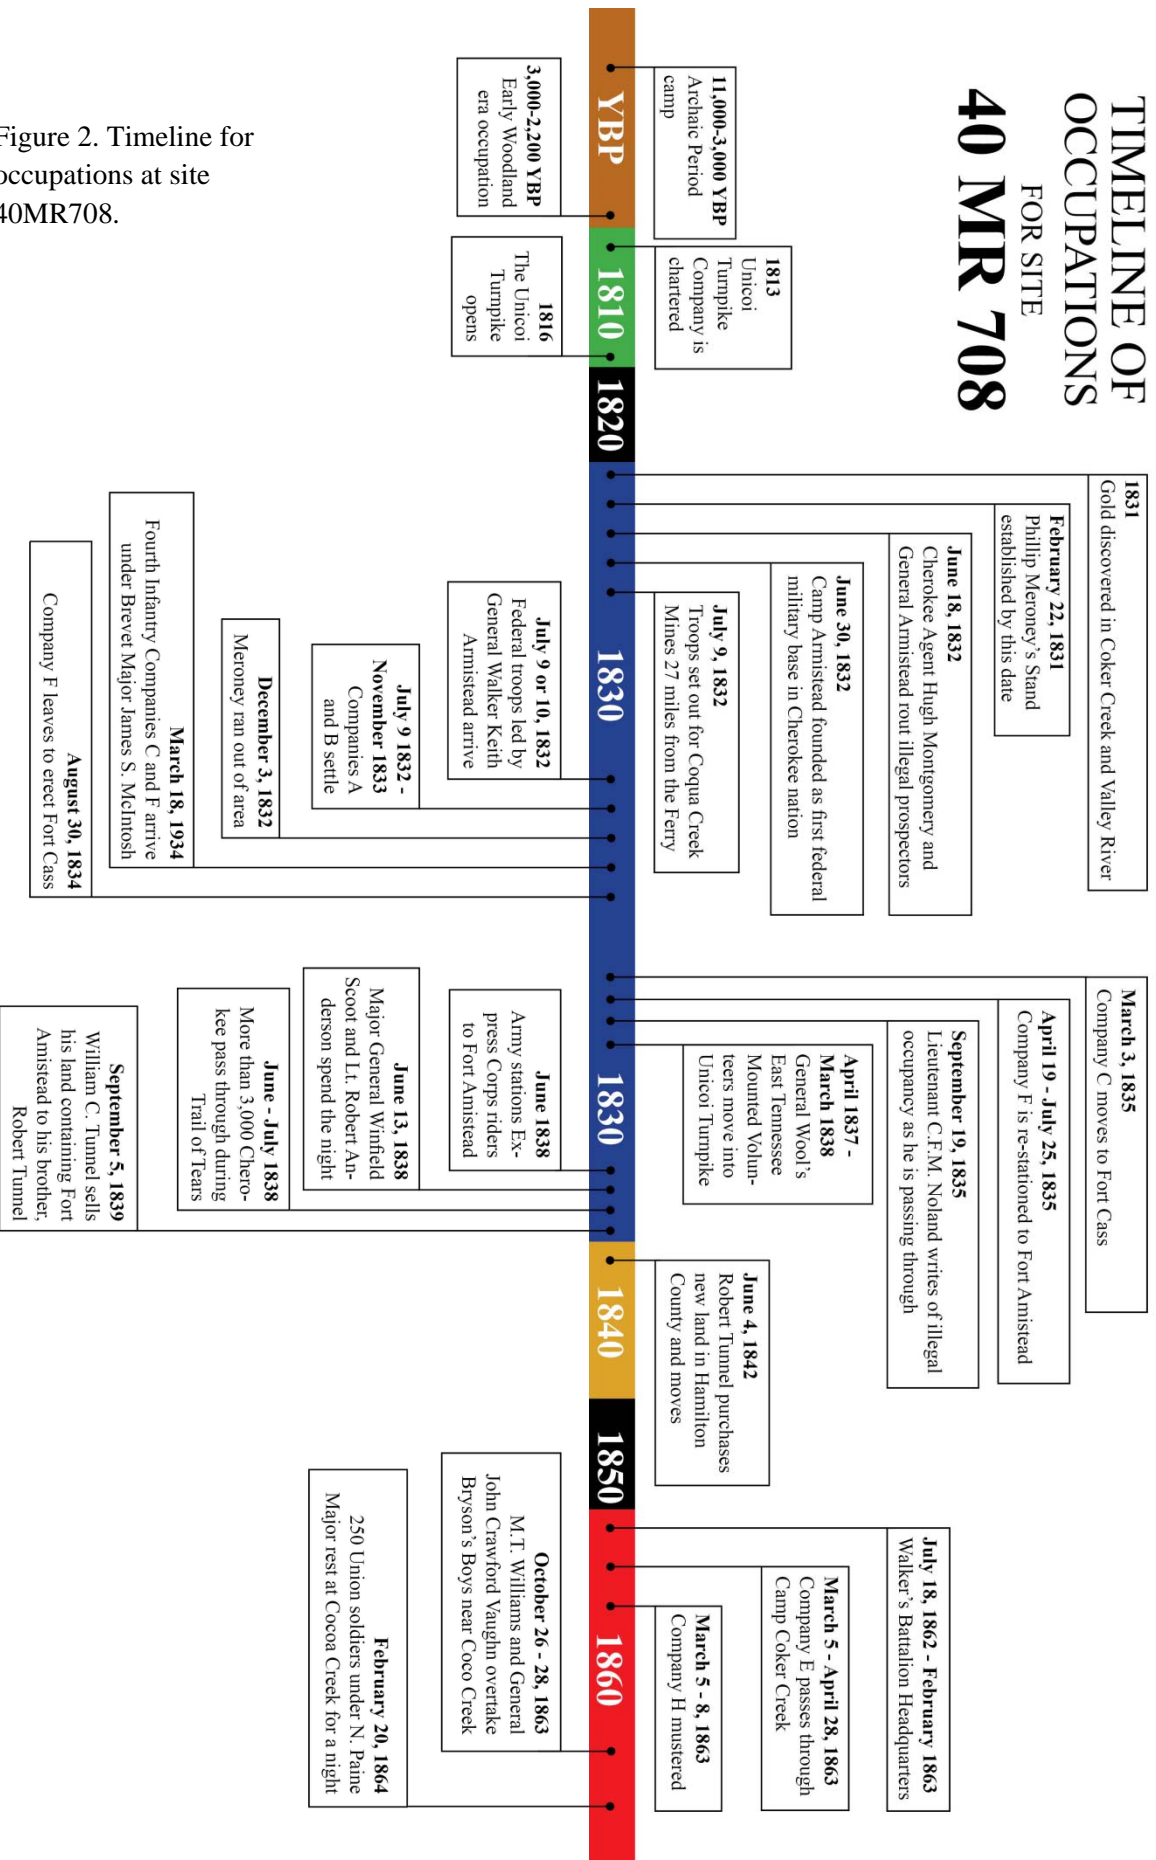 TIMELINE OF
OCCUPATIONS
FOR SITE
40 MR 708
11,000-3,000 YBP
Archaic Period
camp
3,000-2,200 YBP
Early Woodland
era occupation
YBP
1813
Unicoi
Turnpike
Company is
chartered
1816
The Unicoi
Turnpike
opens
1810
1820
1831
Gold discovered in Coker Creek and Valley River
February 22, 1831
Phillip Meroney's Stand
established by this date
June 18, 1832
Cherokee Agent Hugh Montgomery and
General Armistead rout illegal prospectors
June 30, 1832
Camp Armistead founded as first federal
military base in Cherokee nation
July 9, 1832
Troops set out for Coqua Creek
Mines 27 miles from the Ferry
1830
July 9 or 10, 1832
Federal troops led by
General Walker Keith
Armistead arrive
July 9 1832 -
November 1833
Companies A
and B settle
December 3, 1832
Meroney ran out of area
March 18, 1934
Fourth Infantry Companies C and F arrive
under Brevet Major James S. McIntosh
August 30, 1834
Company F leaves to erect Fort Cass
March 3, 1835
Company C moves to Fort Cass
April 19 - July 25, 1835
Company F is re-stationed to Fort Amistead
September 19, 1835
Lieutenant C.F.M. Noland writes of illegal
occupancy as he is passing through
April 1837 -
March 1838
General Wool's
East Tennessee
Mounted Volun-
teers move into
Unicoi Turnpike
1830
June 1838
Army stations Ex-
press Corps riders
to Fort Amistead
June 13, 1838
Major General Winfield
Scoot and Lt. Robert An-
derson spend the night
June - July 1838
More than 3,000 Chero-
kee pass through during
Trail of Tears
September 5, 1839
William C. Tunnel sells
his land containing Fort
Amistead to his brother,
Robert Tunnel
June 4, 1842
Robert Tunnel purchases
new land in Hamilton
County and moves
1840
1850
July 18, 1862 - February 1863
Walker's Battalion Headquarters
March 5 - April 28, 1863
Company E passes through
Camp Coker Creek
March 5 - 8, 1863
Company H mustered
1860
October 26 - 28, 1863
M.T. Williams and General
John Crawford Vaughn overtake
Bryson's Boys near Coco Creek
February 20, 1864
250 Union soldiers under N. Paine
Major rest at Cocoa Creek for a night
Figure 2. Timeline for
occupations at site
40MR708.